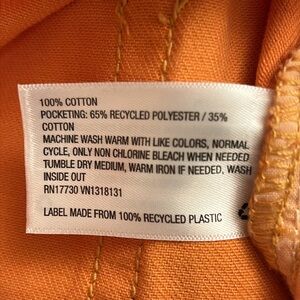 100% COTTON
POCKETING: 65% RECYCLED POLYESTER / 35%
COTTON
MACHINE WASH WARM WITH LIKE COLORS, NORMAL
CYCLE, ONLY NON CHLORINE BLEACH WHEN NEEDED
TUMBLE DRY MEDIUM, WARM IRON IF NEEDED, WASH
INSIDE OUT
RN17730 VN1318131
LABEL MADE FROM 100% RECYCLED PLASTIC